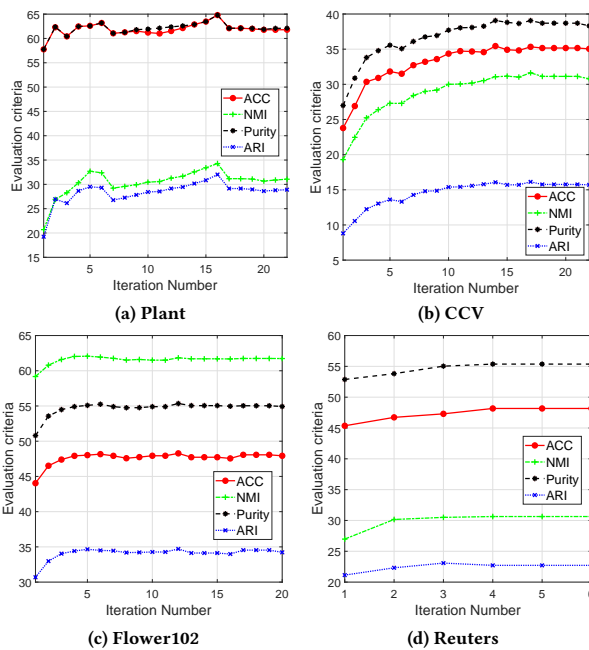 Evaluation criteria
65
60
55
50
45
40
35
30
25
20
15
ACC
NMI
Purity
ARI
5 10 15 20
Iteration Number
(a) Plant
Evaluation criteria
40
35
30
25
20
15
10
5
ACC
NMI
Purity
ARI
5 10 15 20
Iteration Number
(b) CCV
Evaluation criteria
65
60
55
50
45
40
35
30
ACC
NMI
Purity
ARI
5 10 15 20
Iteration Number
(c) Flower102
Evaluation criteria
60
55
50
45
40
35
30
25
20
ACC
NMI
Purity
ARI
1 2 3 4 5 6
Iteration Number
(d) Reuters